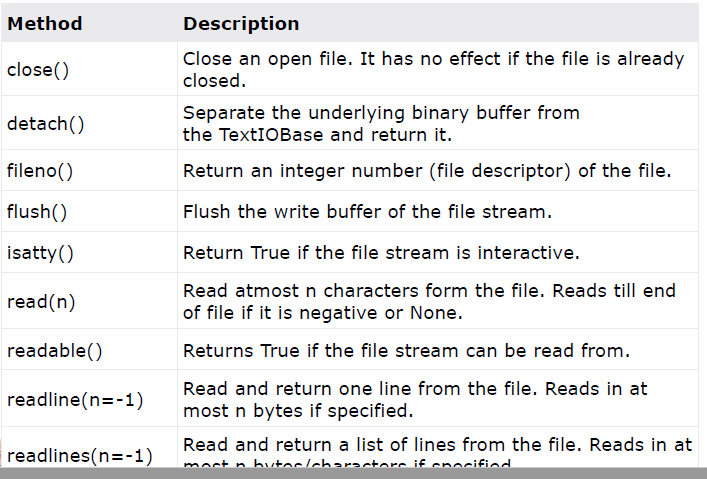 Method Description
close() Close an open file. It has no effect if the file is already
closed.
detach() Separate the underlying binary buffer from
the TextIOBase and return it.
fileno() Return an integer number (file descriptor) of the file.
flush() Flush the write buffer of the file stream.
isatty() Return True if the file stream is interactive.
read(n) Read atmost n characters form the file. Reads till end
of file if it is negative or None.
readable() Returns True if the file stream can be read from.
readline(n=-1) Read and return one line from the file. Reads in at
most n bytes if specified.
readlines(n=-1) Read and return a list of lines from the file. Reads in at
most n bytes/characters if specified